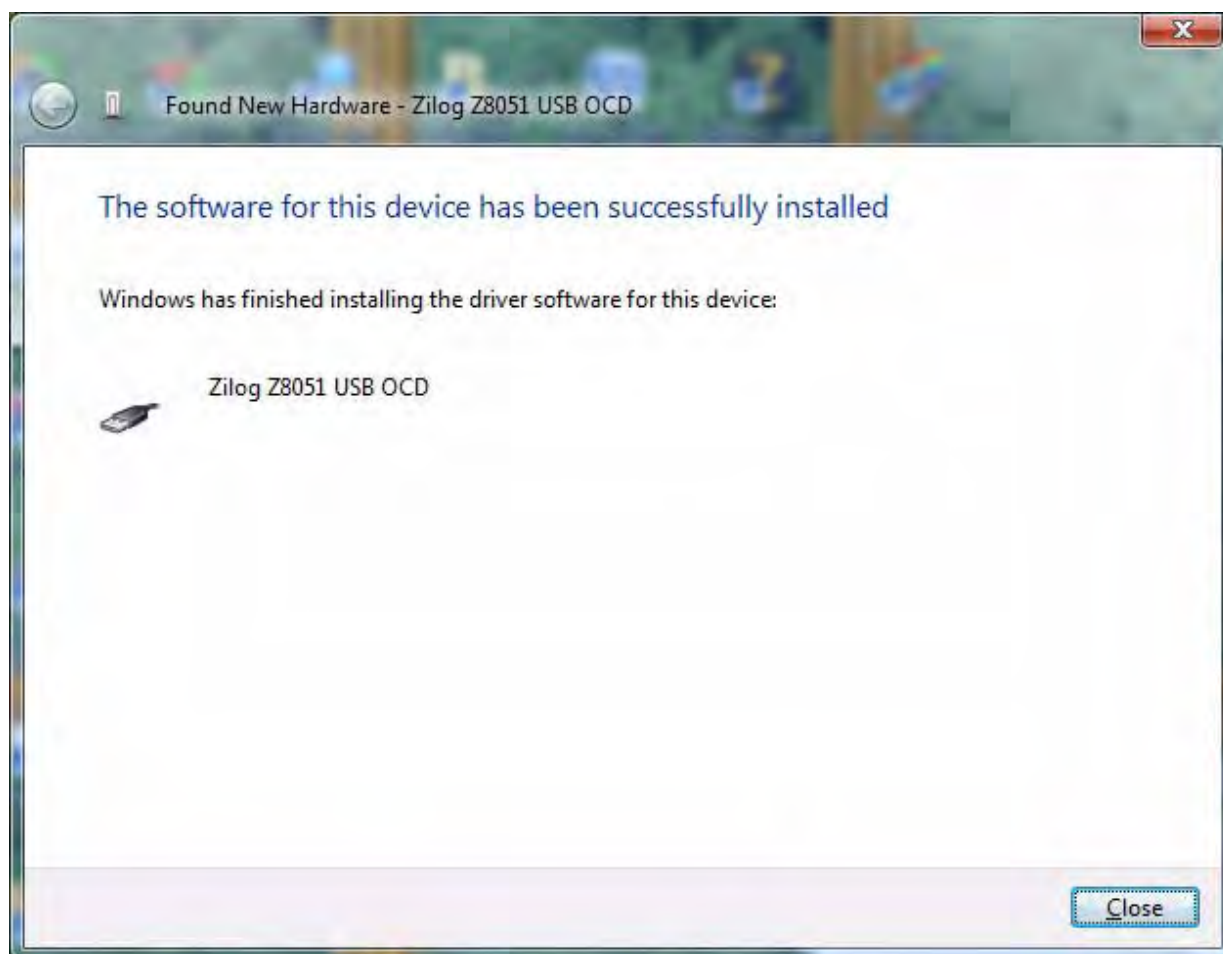 Found New Hardware - Zilog Z8051 USB OCD
The software for this device has been successfully installed
Windows has finished installing the driver software for this device:
Zilog Z8051 USB OCD
Close